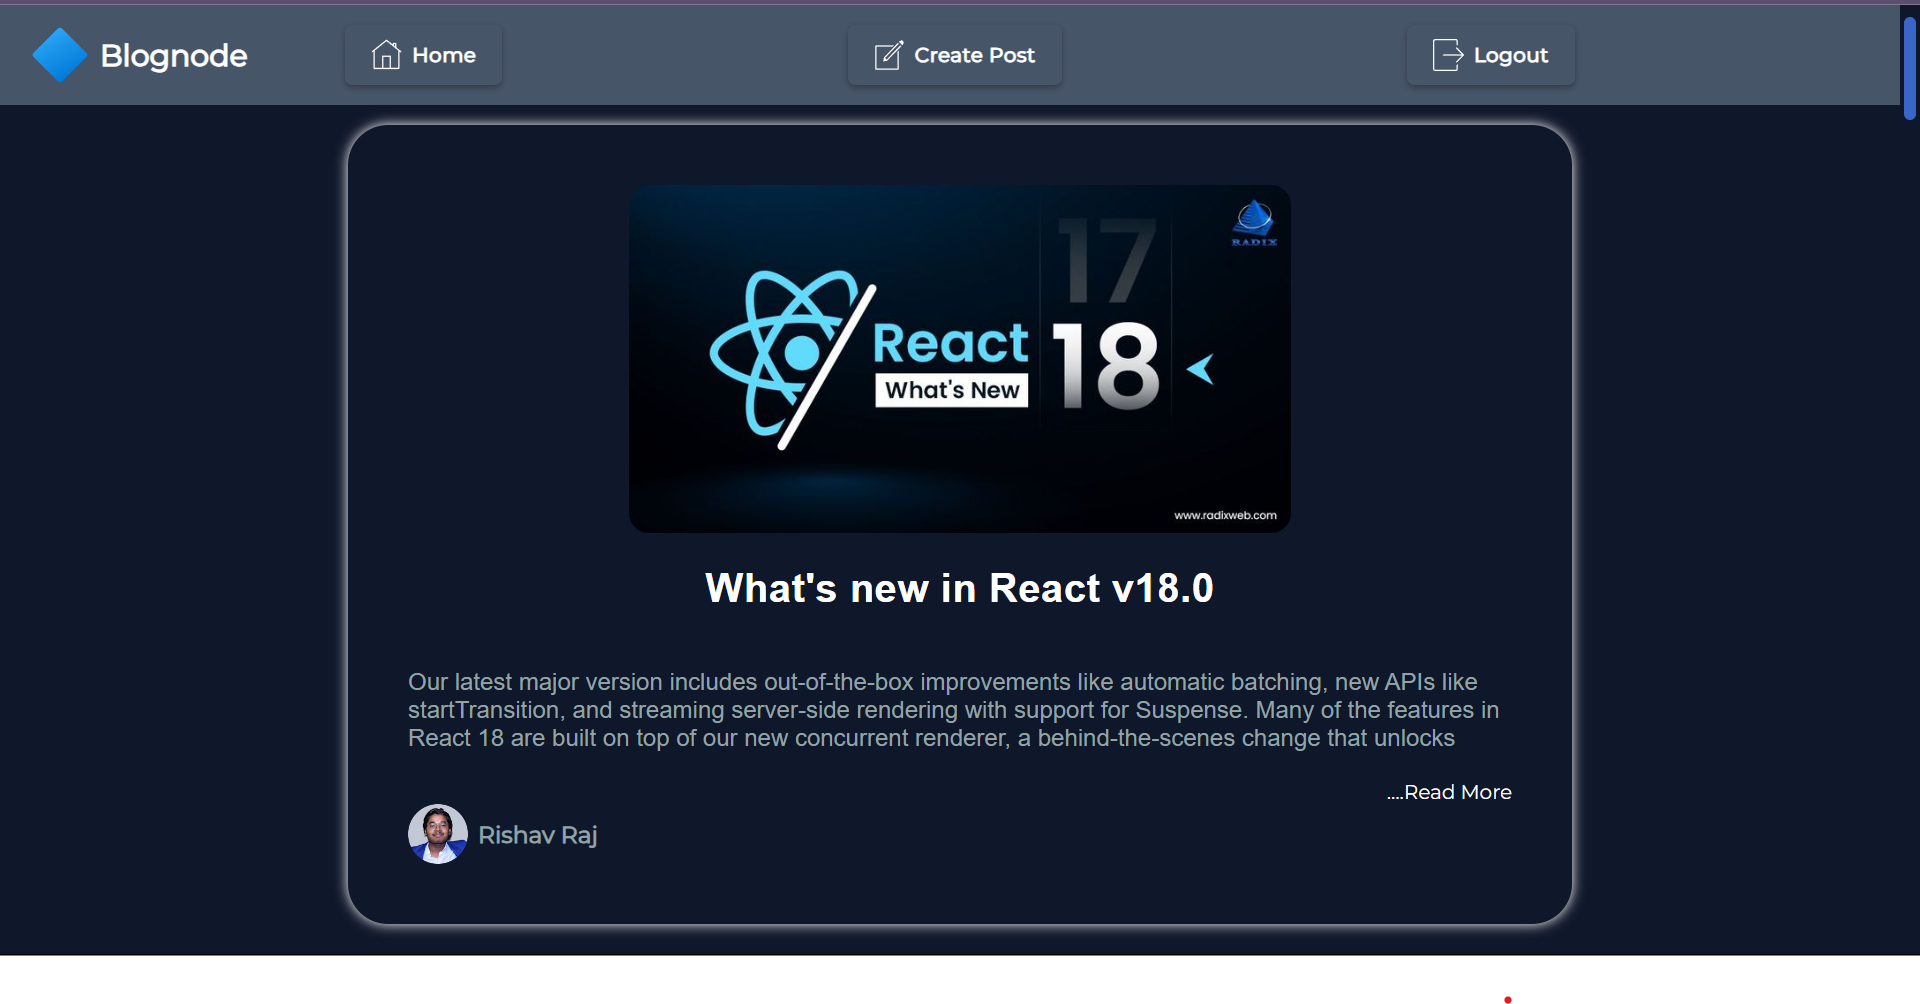 Blognode
Home
Create Post
Logout
17
18
RADIX
React
What's New
www.radixweb.com
What's new in React v18.0
Our latest major version includes out-of-the-box improvements like automatic batching, new APIs like
startTransition, and streaming server-side rendering with support for Suspense. Many of the features in
React 18 are built on top of our new concurrent renderer, a behind-the-scenes change that unlocks
....Read More
Rishav Raj